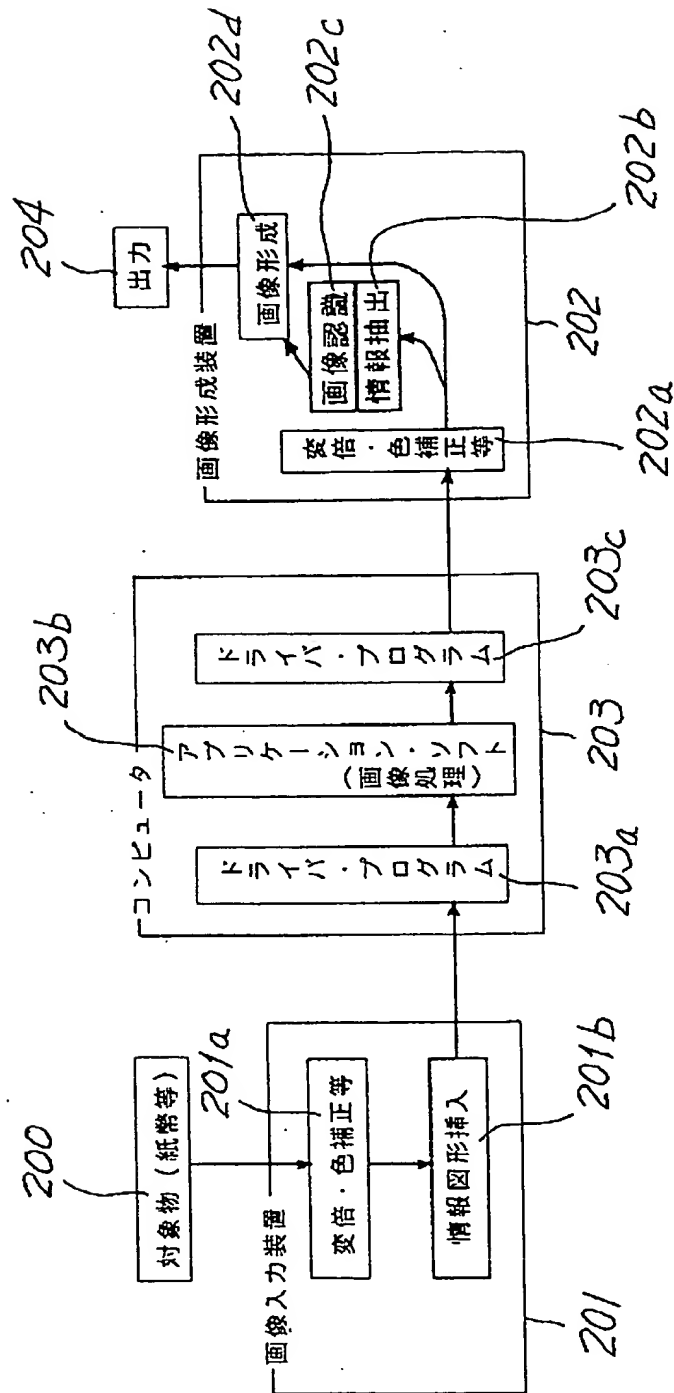 200
対象物（紙幣等）
画像入力装置
201a
変倍・色補正等
情報図形挿入
201b
201
コンピュータ
ドライバ・プログラム
203a
203b
アプリケーション・ソフト
（画像処理）
ドライバ・プログラム
203c
203
画像形成装置
変倍・色補正等
202a
情報抽出
202b
画像認識
202c
画像形成
202d
202
出力
204